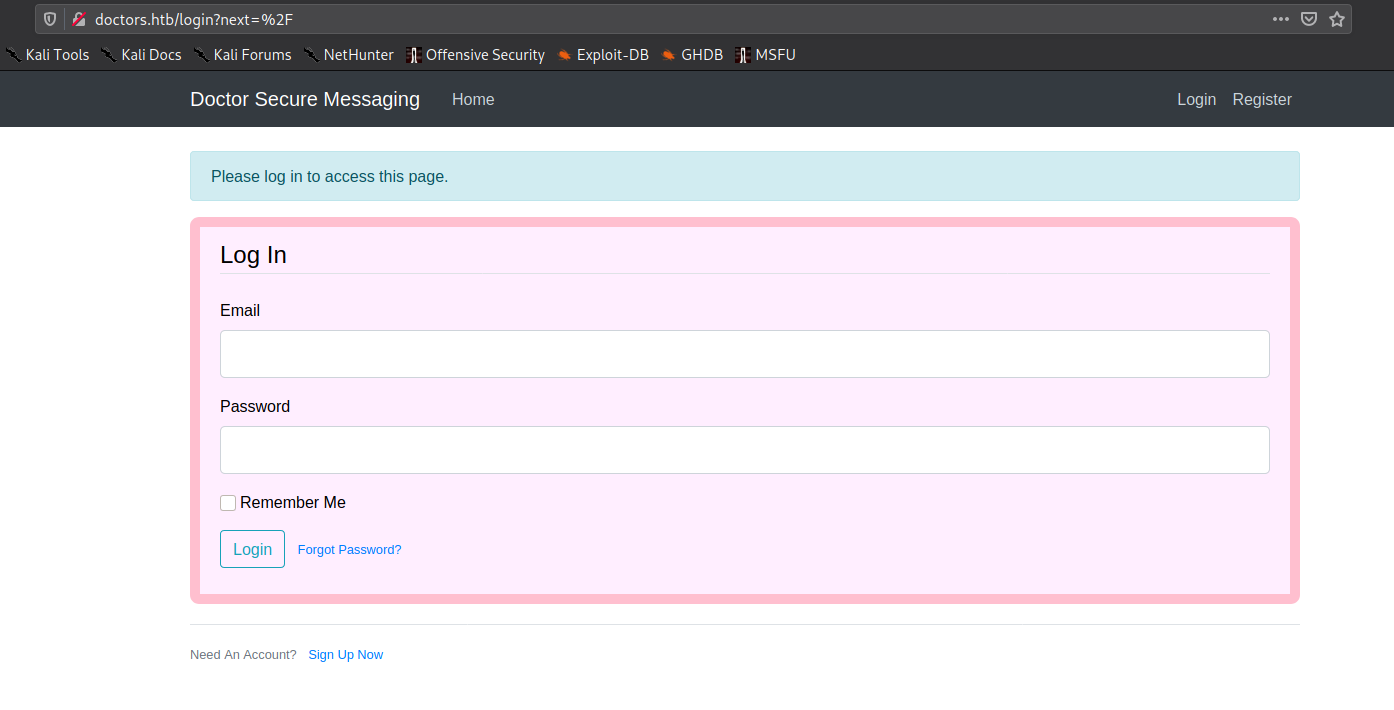 doctors.htb/login?next=%2F
Kali Tools Kali Docs Kali Forums NetHunter Offensive Security Exploit-DB GHDB MSFU
Doctor Secure Messaging Home Login Register
Please log in to access this page.
Log In
Email
Password
Remember Me
Login Forgot Password?
Need An Account? Sign Up Now